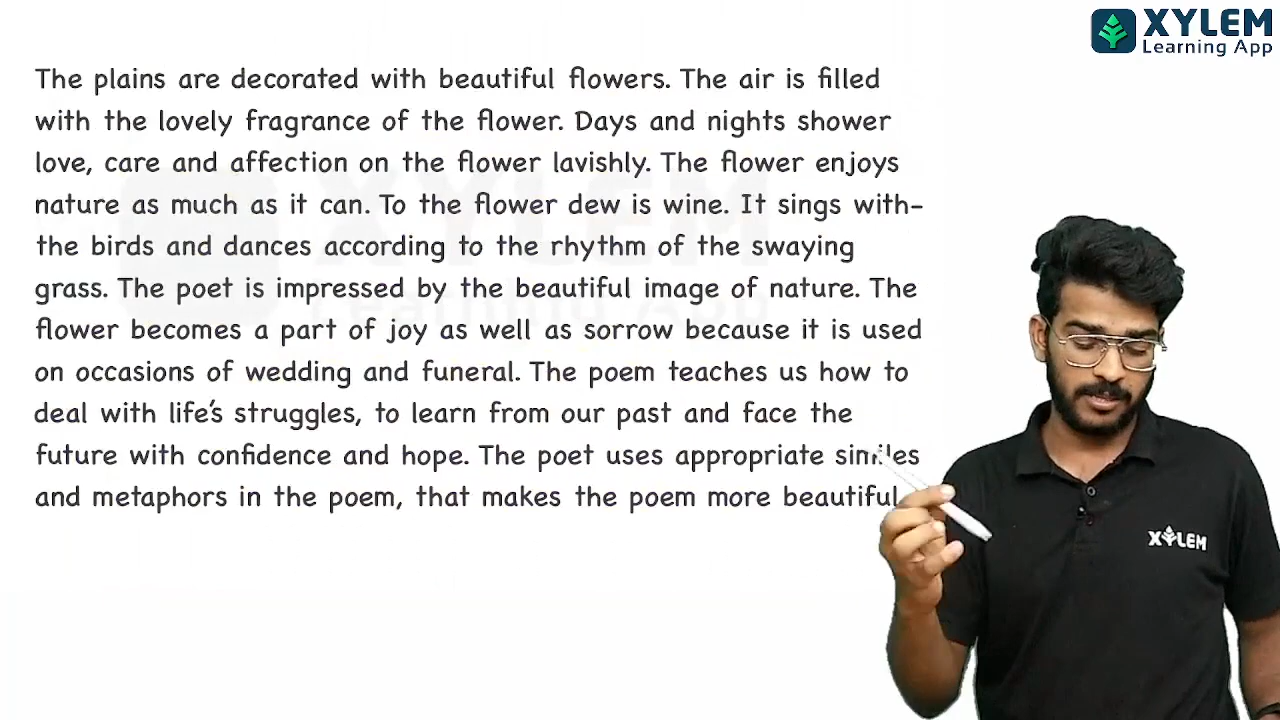 XYLEM
Learning App
The plains are decorated with beautiful flowers. The air is filled
with the lovely fragrance of the flower. Days and nights shower
love, care and affection on the flower lavishly. The flower enjoys
nature as much as it can. To the flower dew is wine. It sings with-
the birds and dances according to the rhythm of the swaying
grass. The poet is impressed by the beautiful image of nature. The
flower becomes a part of joy as well as sorrow because it is used
on occasions of wedding and funeral. The poem teaches us how to
deal with life's struggles, to learn from our past and face the
future with confidence and hope. The poet uses appropriate similes
and metaphors in the poem, that makes the poem more beautiful
XYLEM
XYLEM
Learning App